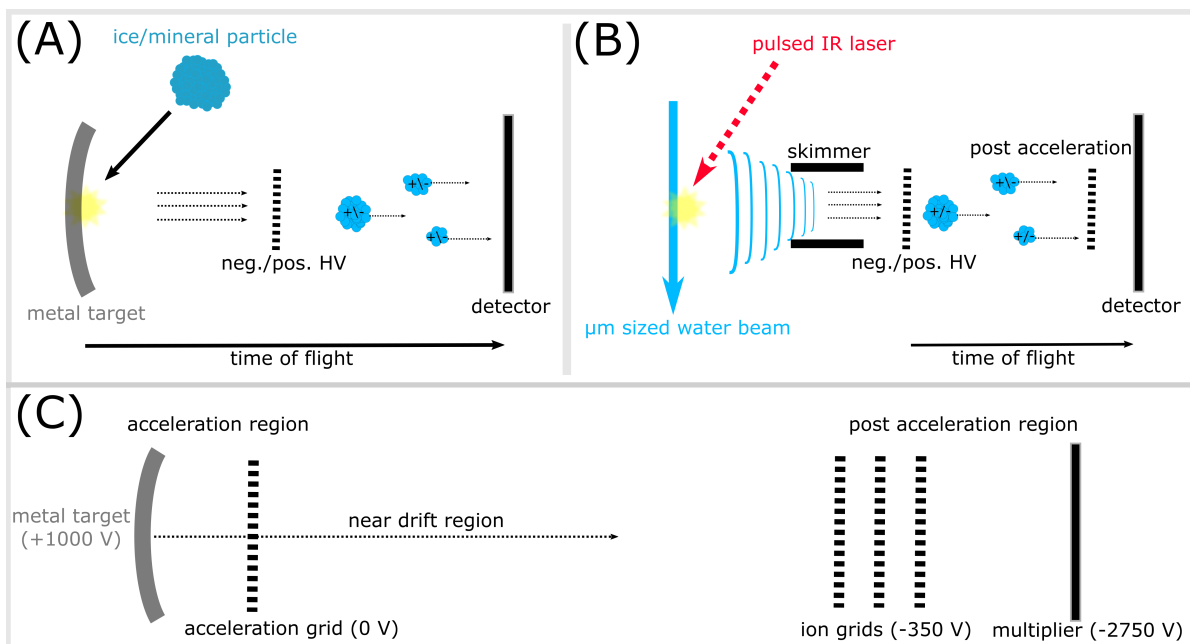 (A)
ice/mineral particle
+/-
+\-
+/-
neg./pos. HV
metal target
detector
time of flight
(B)
pulsed IR laser
skimmer
post acceleration
+/-
+/-
+/-
neg./pos. HV
µm sized water beam
detector
time of flight
(C)
acceleration region
post acceleration region
metal target
(+1000 V)
near drift region
acceleration grid (0 V)
ion grids (-350 V)
multiplier (-2750 V)